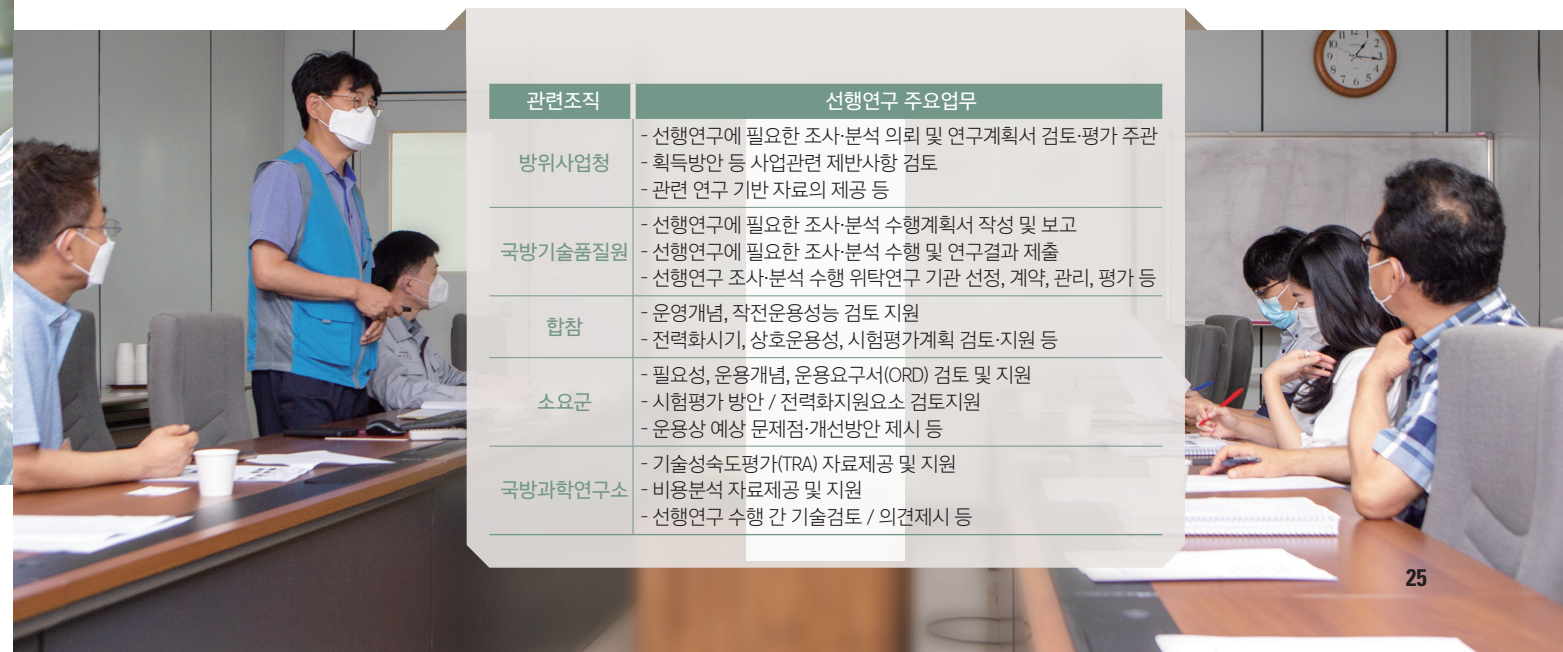 관련조직 선행연구 주요업무
방위사업청
- 선행연구에 필요한 조사·분석 의뢰 및 연구계획서 검토·평가 주관
- 획득방안 등 사업관련 제반사항 검토
- 관련 연구 기반 자료의 제공 등
국방기술품질원
- 선행연구에 필요한 조사·분석 수행계획서 작성 및 보고
- 선행연구에 필요한 조사·분석 수행 및 연구결과 제출
- 선행연구 조사·분석 수행 위탁연구 기관 선정, 계약, 관리, 평가 등
합참
- 운영개념, 작전운용성능 검토 지원
- 전력화시기, 상호운용성, 시험평가계획 검토·지원 등
소요군
- 필요성, 운용개념, 운용요구서(ORD) 검토 및 지원
- 시험평가 방안 / 전력화지원요소 검토지원
- 운용상 예상 문제점·개선방안 제시 등
국방과학연구소
- 기술성숙도평가(TRA) 자료제공 및 지원
- 비용분석 자료제공 및 지원
- 선행연구 수행 간 기술검토 / 의견제시 등
25